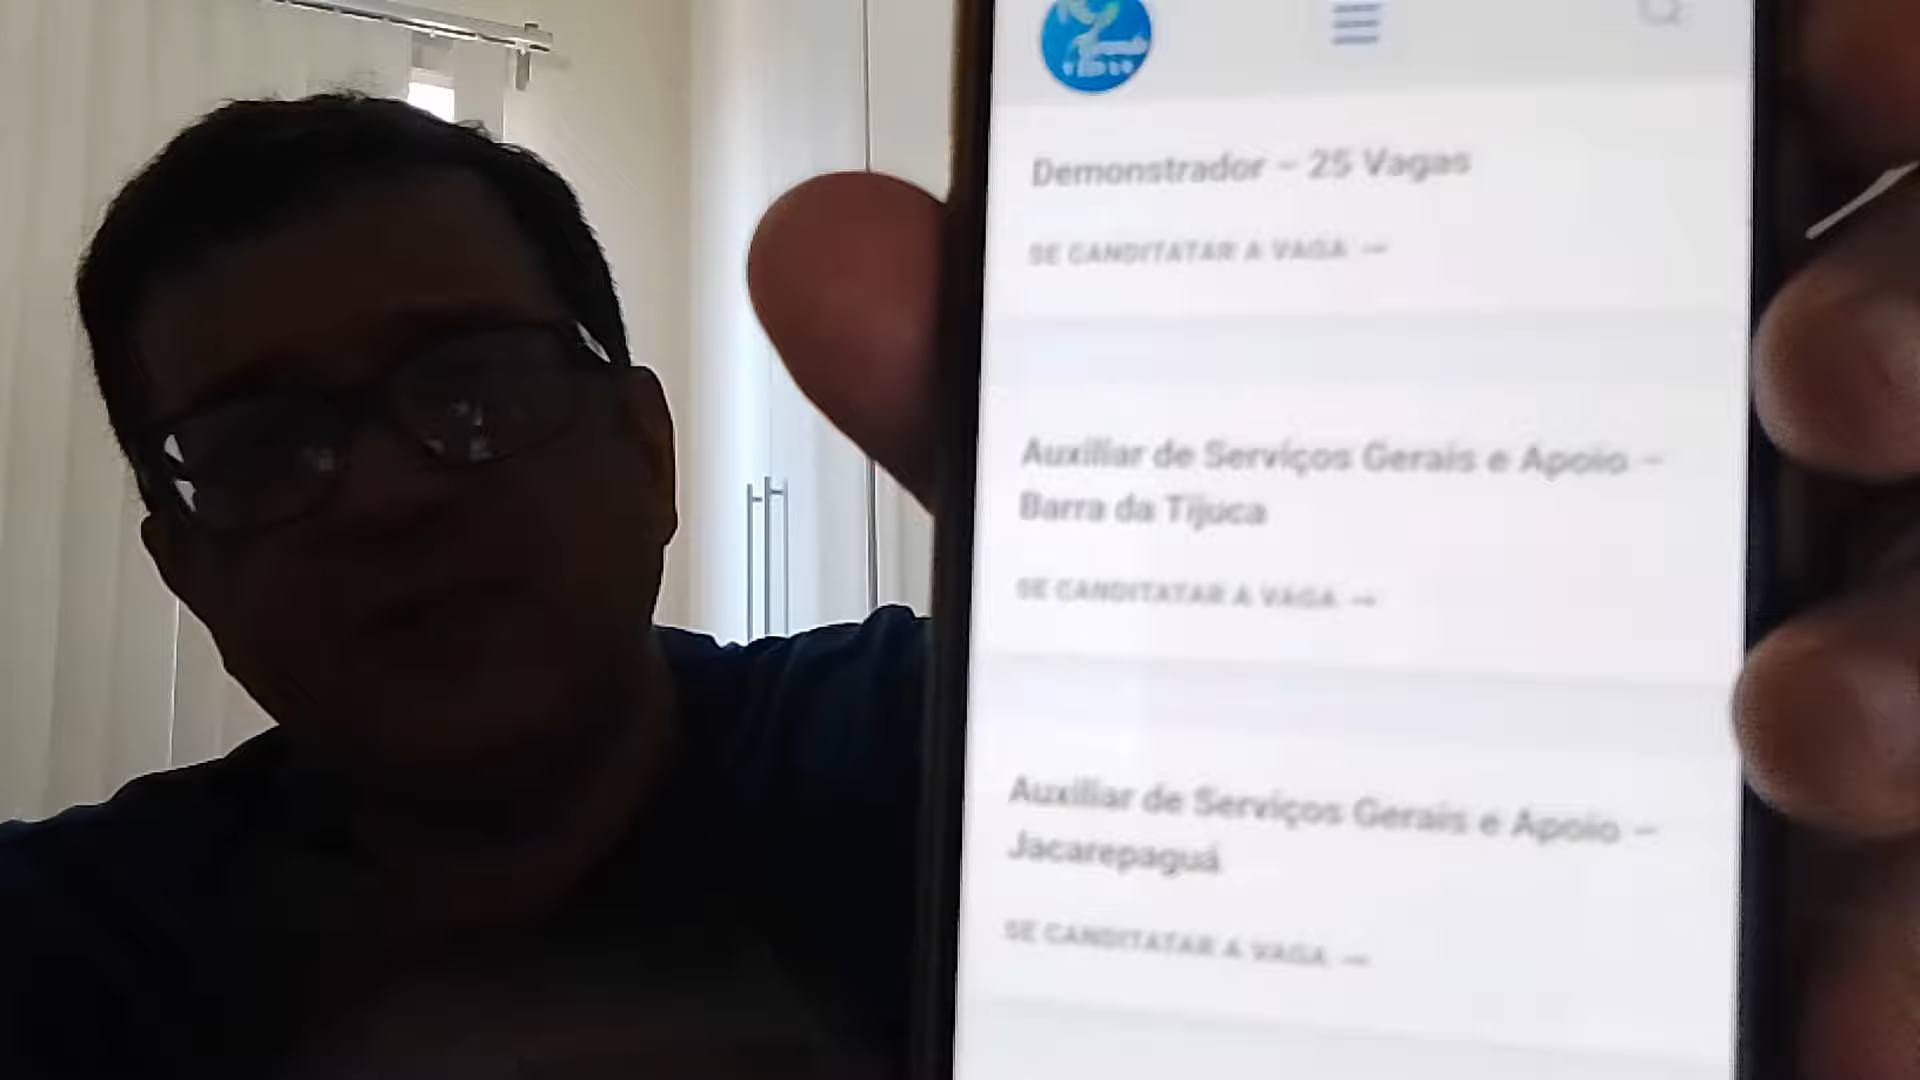 Demonstrador – 25 Vagas
SE CANDITATAR A VAGA →
Auxiliar de Serviços Gerais e Apoio –
Barra da Tijuca
SE CANDITATAR A VAGA →
Auxiliar de Serviços Gerais e Apoio –
Jacarepaguá
SE CANDITATAR A VAGA →